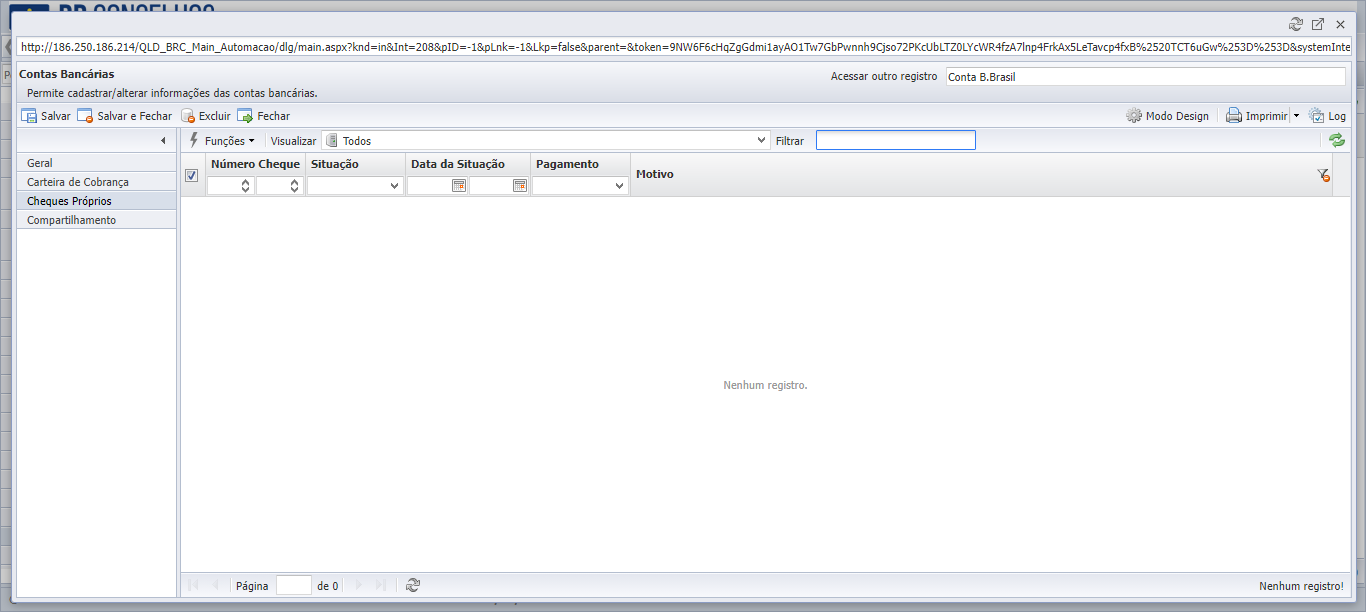 BR CONSELHOS
http://186.250.186.214/QLD_BRC_Main_Automacao/dlg/main.aspx?knd=in&Int=208&pID=-1&pLnk=-1&Lkp=false&parent=&token=9NW6F6cHqZgGdmi1ayAO1Tw7GbPwnnh9Cjso72PKcUbLTZ0LYcWR4fzA7lnp4FrkAx5LeTavcp4fxB%2520TCT6uGw%253D%253D&systemInte
Contas Bancárias
Acessar outro registro Conta B.Brasil
Permite cadastrar/alterar informações das contas bancárias.
Salvar Salvar e Fechar Excluir Fechar Modo Design Imprimir Log
Funções Visualizar Todos Filtrar
Geral
Carteira de Cobrança
Cheques Próprios
Compartilhamento
Número Cheque Situação Data da Situação Pagamento Motivo
Nenhum registro.
Página de 0 Nenhum registro!